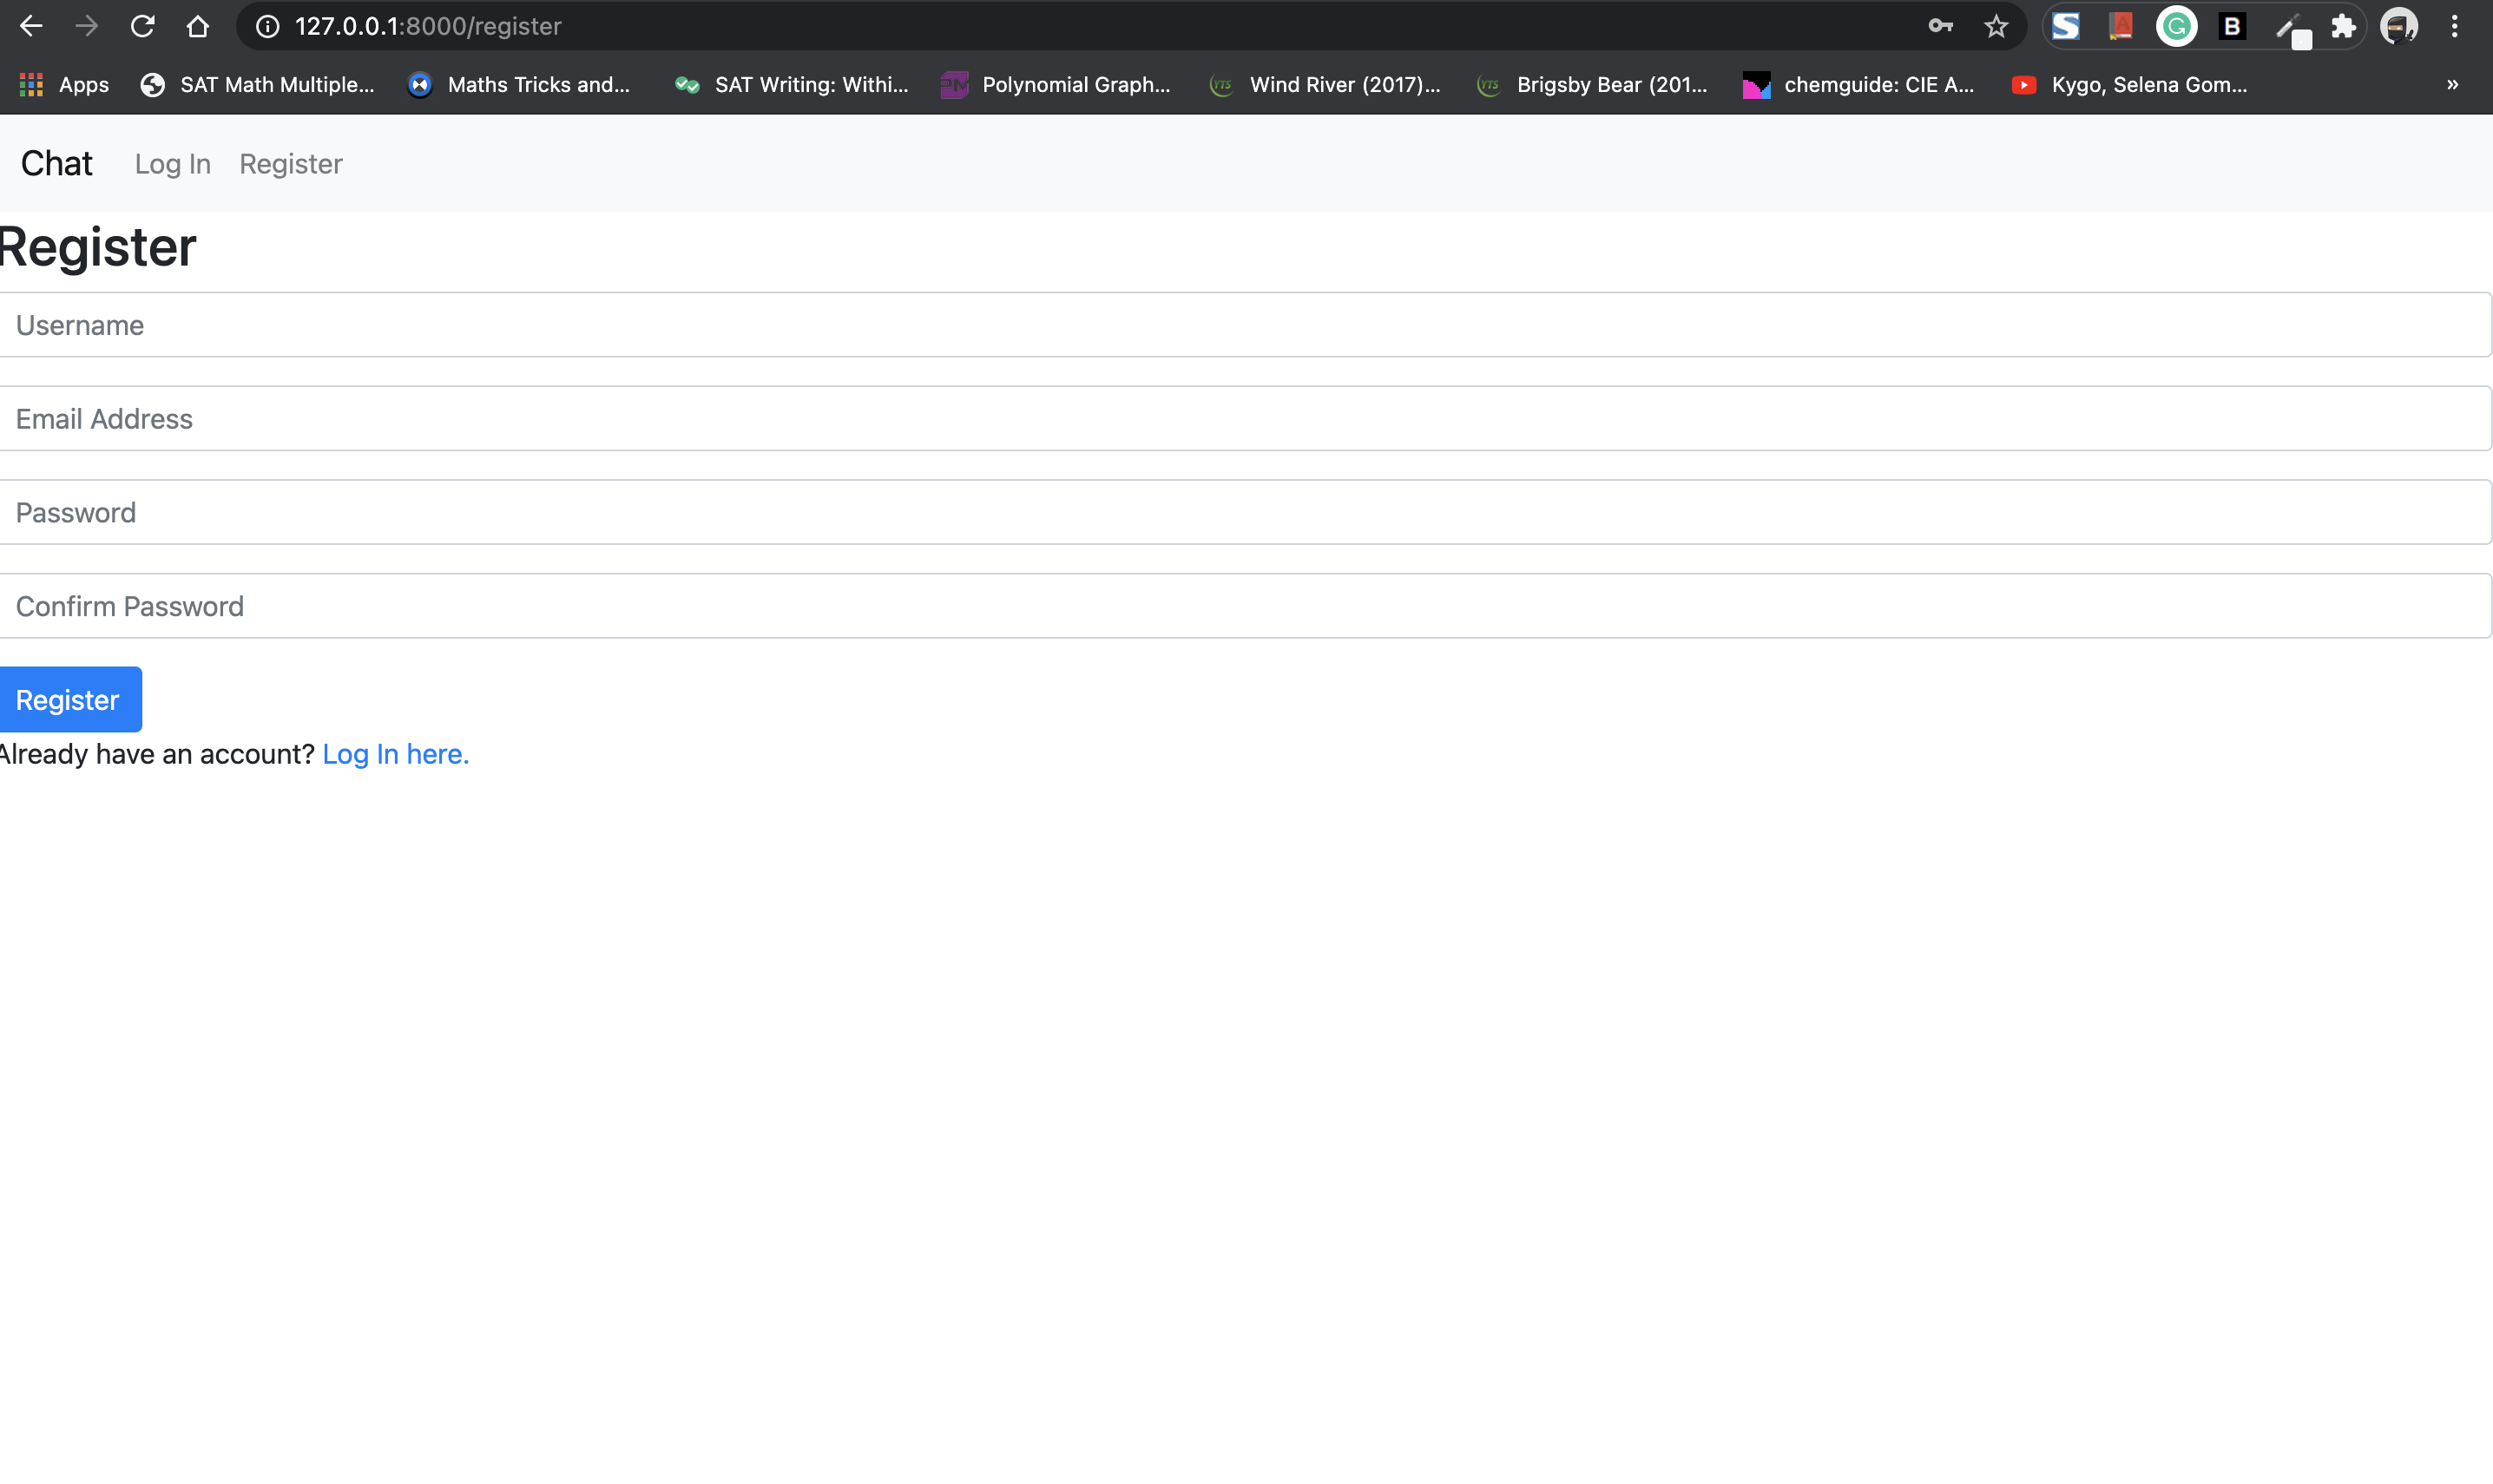 127.0.0.1:8000/register
Apps SAT Math Multiple... Maths Tricks and... SAT Writing: Withi... Polynomial Graph... Wind River (2017)... Brigsby Bear (201... chemguide: CIE A... Kygo, Selena Gom... »
Chat Log In Register
Register
Username
Email Address
Password
Confirm Password
Register
Already have an account? Log In here.